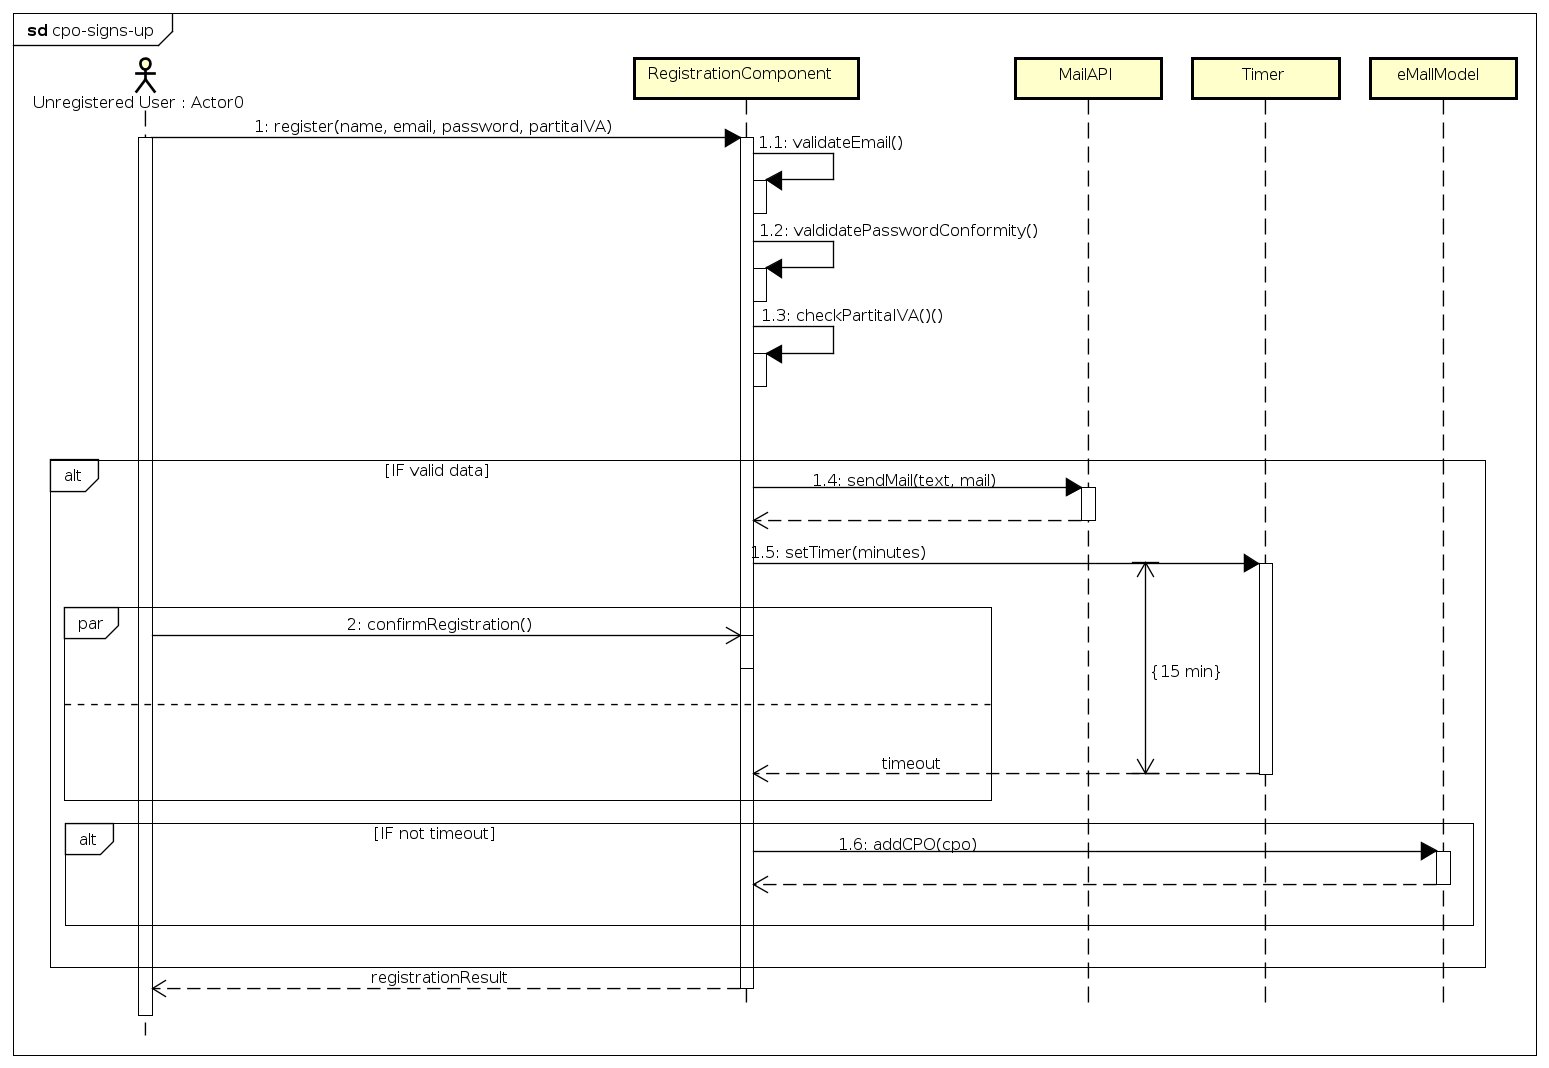 sd cpo-signs-up
Unregistered User : Actor0
RegistrationComponent
MailAPI
Timer
eMallModel
1: register(name, email, password, partitaIVA)
1.1: validateEmail()
1.2: valdidatePasswordConformity()
1.3: checkPartitaIVA()()
alt
[IF valid data]
1.4: sendMail(text, mail)
1.5: setTimer(minutes)
par
2: confirmRegistration()
{15 min}
timeout
alt
[IF not timeout]
1.6: addCPO(cpo)
registrationResult